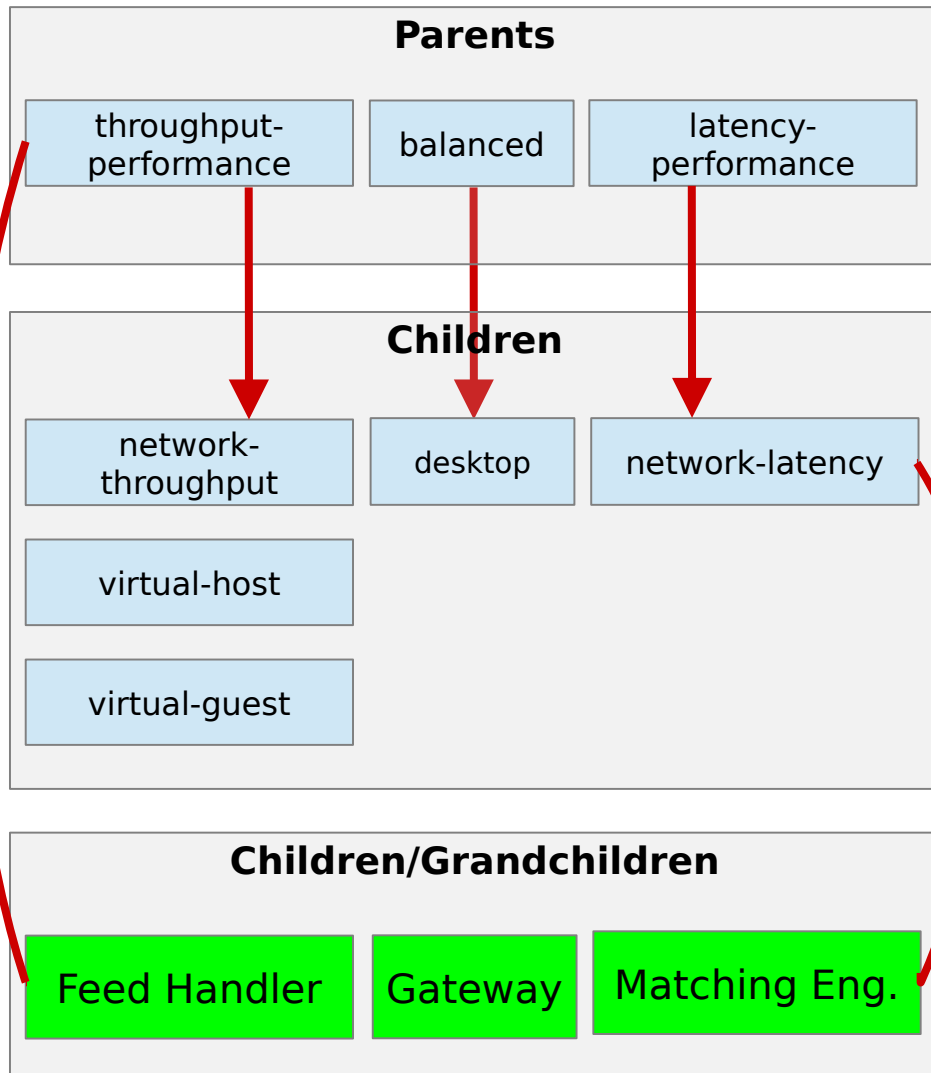 Parents
throughput-
performance
balanced
latency-
performance
Children
network-
throughput
desktop
network-latency
virtual-host
virtual-guest
Children/Grandchildren
Feed Handler
Gateway
Matching Eng.